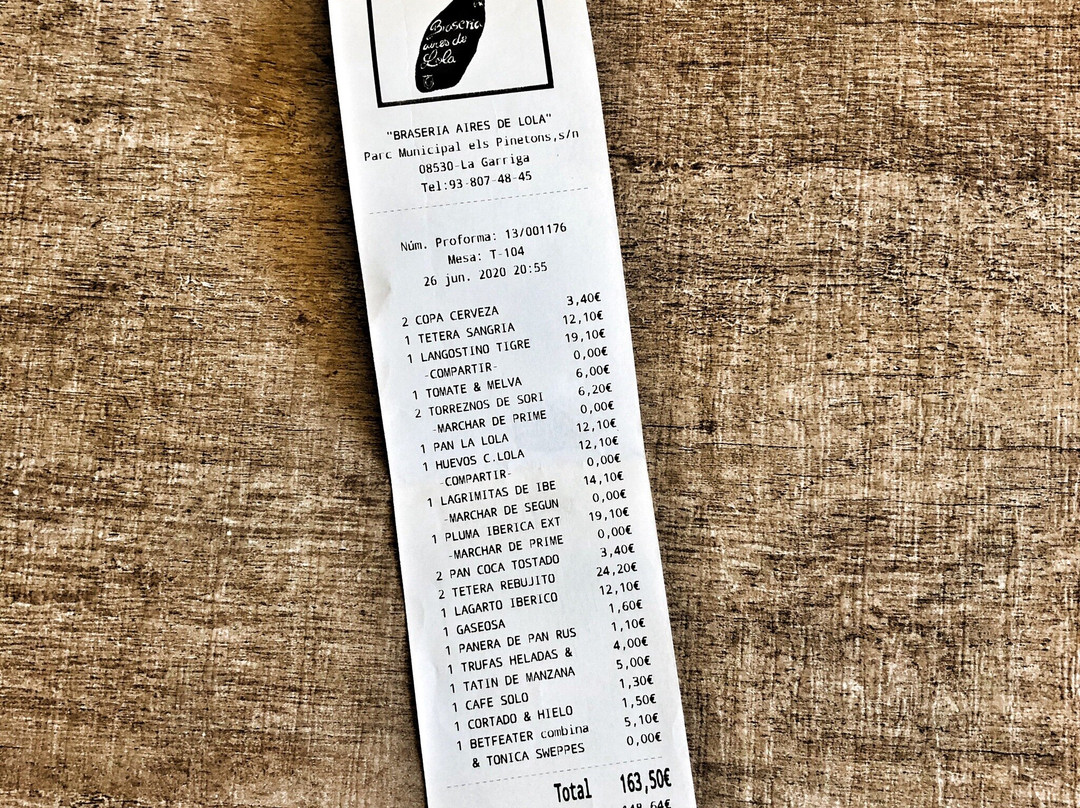 Braseria
aires de
Lola
"BRASERIA AIRES DE LOLA"
Parc Municipal els Pinetons,s/n
08530-La Garriga
Tel:93-807-48-45
Núm. Proforma: 13/001176
Mesa: T-104
26 jun. 2020 20:55
2 COPA CERVEZA 3,40€
1 TETERA SANGRIA 12,10€
1 LANGOSTINO TIGRE 19,10€
-COMPARTIR- 0,00€
1 TOMATE & MELVA 6,00€
2 TORREZNOS DE SORI 6,20€
-MARCHAR DE PRIME 0,00€
1 PAN LA LOLA 12,10€
1 HUEVOS C.LOLA 12,10€
-COMPARTIR- 0,00€
1 LAGRIMITAS DE IBE 14,10€
-MARCHAR DE SEGUN 0,00€
1 PLUMA IBERICA EXT 19,10€
-MARCHAR DE PRIME 0,00€
2 PAN COCA TOSTADO 3,40€
2 TETERA REBUJITO 24,20€
1 LAGARTO IBERICO 12,10€
1 GASEOSA 1,60€
1 PANERA DE PAN RUS 1,10€
1 TRUFAS HELADAS & 4,00€
1 TATIN DE MANZANA 5,00€
1 CAFE SOLO 1,30€
1 CORTADO & HIELO 1,50€
1 BETFEATER combina 5,10€
& TONICA SWEPPES 0,00€
Total 163,50€
148,64€